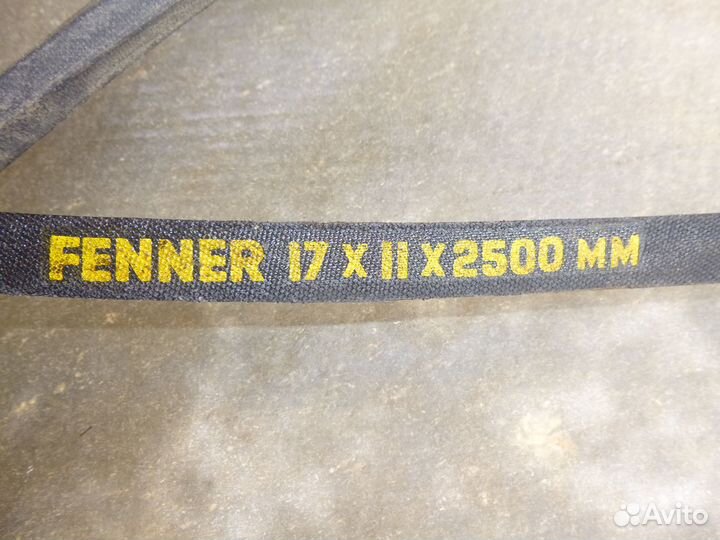 FENNER 17 X 11 X 2500 MM
Avito